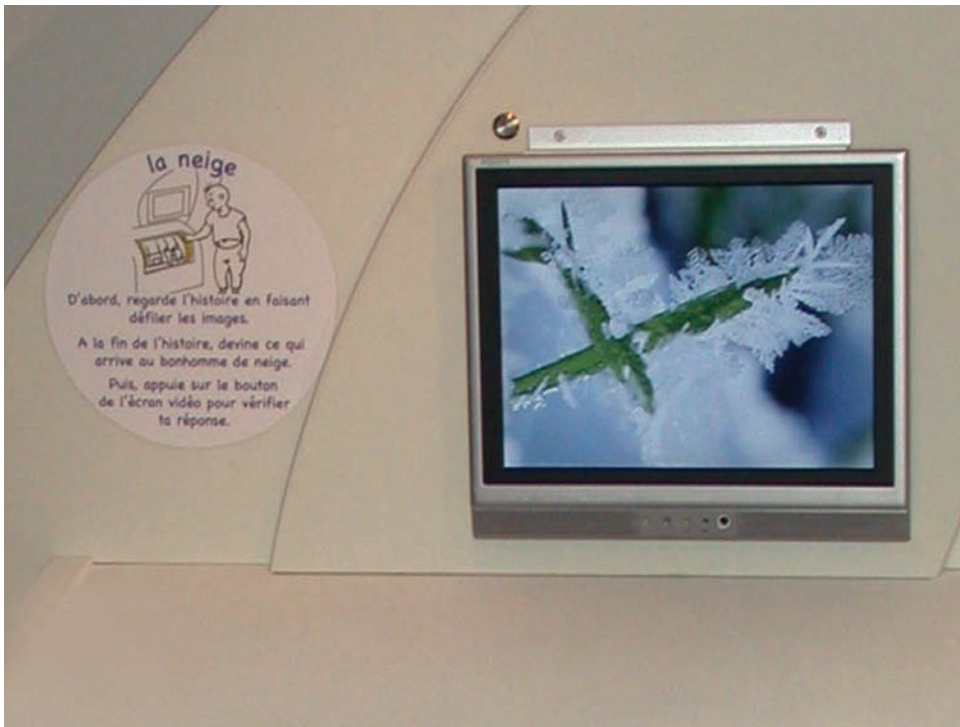 la neige
D'abord, regarde l'histoire en faisant
défiler les images.
A la fin de l'histoire, devine ce qui
arrive au bonhomme de neige.
Puis, appuie sur le bouton
de l'écran vidéo pour vérifier
ta réponse.